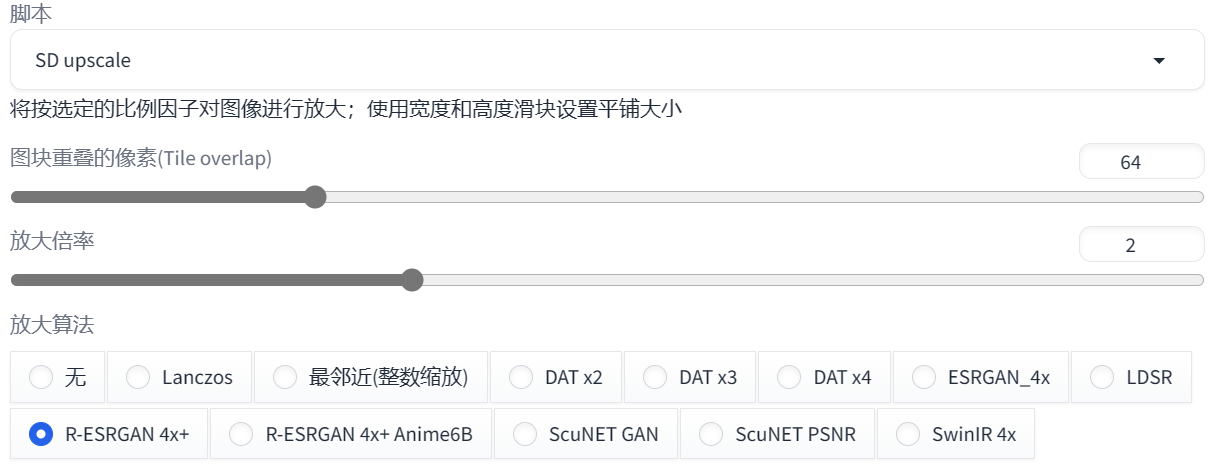 脚本
SD upscale
将按选定的比例因子对图像进行放大；使用宽度和高度滑块设置平铺大小
图块重叠的像素(Tile overlap) 64
放大倍率 2
放大算法
无 Lanczos 最邻近(整数缩放) DAT x2 DAT x3 DAT x4 ESRGAN_4x LDSR
R-ESRGAN 4x+ R-ESRGAN 4x+ Anime6B ScuNET GAN ScuNET PSNR SwinIR 4x